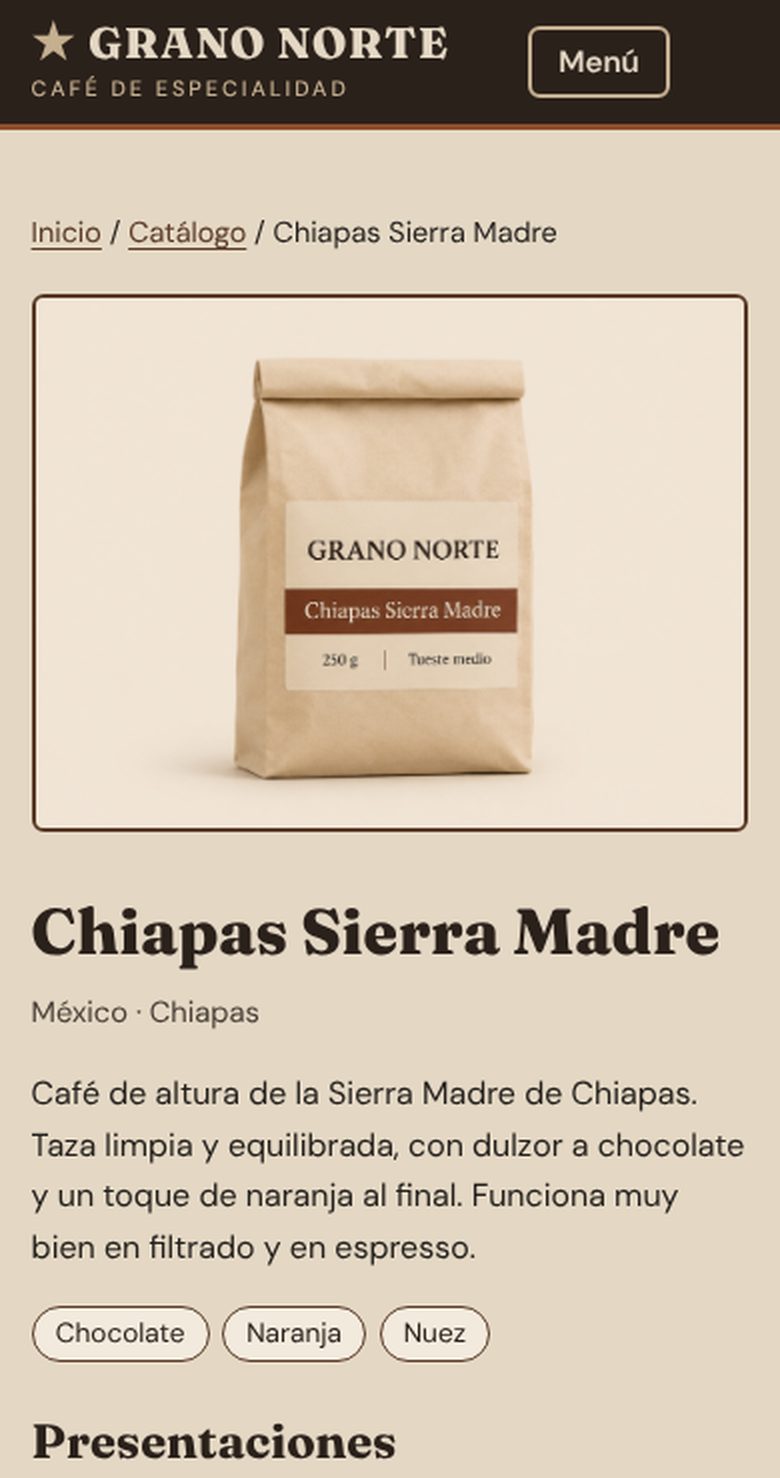 ★ GRANO NORTE
CAFÉ DE ESPECIALIDAD
Menú
Inicio / Catálogo / Chiapas Sierra Madre
GRANO NORTE
Chiapas Sierra Madre
250 g | Tueste medio
Chiapas Sierra Madre
México · Chiapas
Café de altura de la Sierra Madre de Chiapas.
Taza limpia y equilibrada, con dulzor a chocolate
y un toque de naranja al final. Funciona muy
bien en filtrado y en espresso.
Chocolate
Naranja
Nuez
Presentaciones